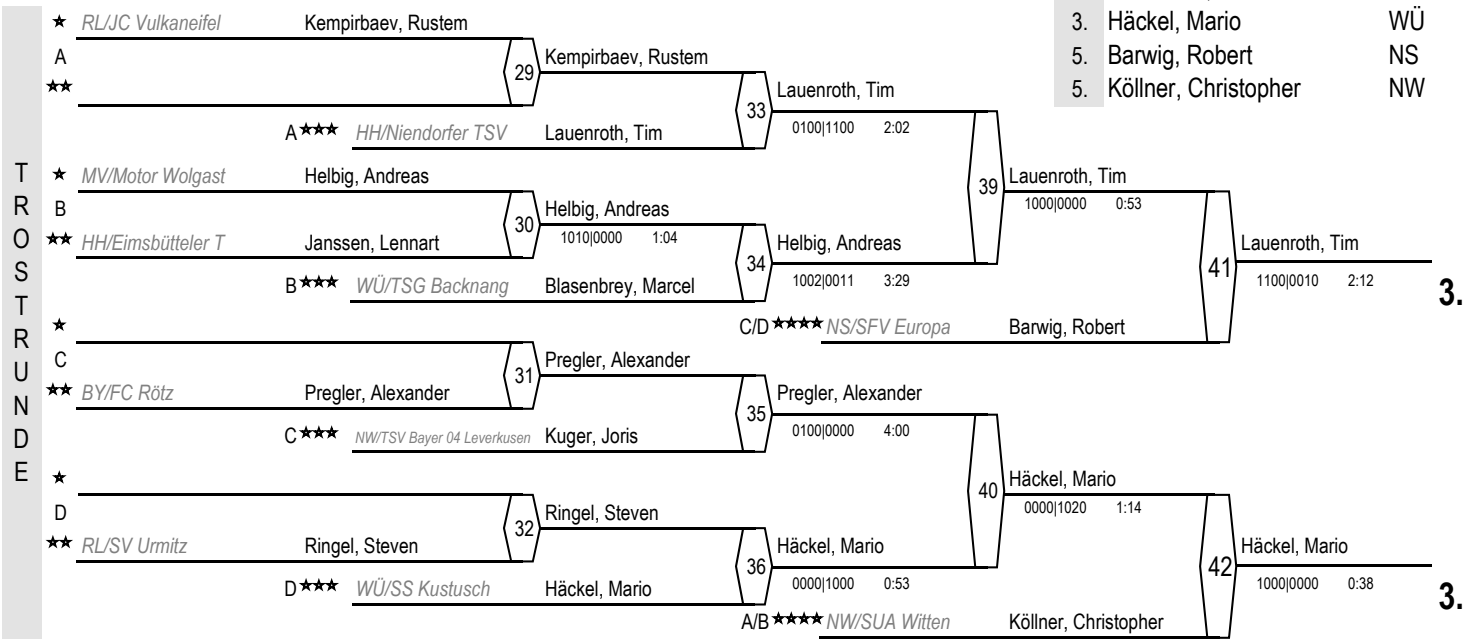 3. Häckel, Mario WÜ
5. Barwig, Robert NS
5. Köllner, Christopher NW
TROSTRUNDE
★ RL/JC Vulkaneifel Kempirbaev, Rustem
A
★★
29
Kempirbaev, Rustem
A★★★ HH/Niendorfer TSV Lauenroth, Tim
33
Lauenroth, Tim
0100|1100 2:02
★ MV/Motor Wolgast Helbig, Andreas
B
★★ HH/Eimsbütteler T Janssen, Lennart
30
Helbig, Andreas
1010|0000 1:04
B★★★ WÜ/TSG Backnang Blasenbrey, Marcel
34
Helbig, Andreas
1002|0011 3:29
39
Lauenroth, Tim
1000|0000 0:53
C/D★★★★ NS/SFV Europa Barwig, Robert
41
Lauenroth, Tim
1100|0010 2:12
3.
★
C
★★ BY/FC Rötz Pregler, Alexander
31
Pregler, Alexander
C★★★ NW/TSV Bayer 04 Leverkusen Kuger, Joris
35
Pregler, Alexander
0100|0000 4:00
★
D
★★ RL/SV Urmitz Ringel, Steven
32
Ringel, Steven
D★★★ WÜ/SS Kustusch Häckel, Mario
36
Häckel, Mario
0000|1000 0:53
40
Häckel, Mario
0000|1020 1:14
A/B★★★★ NW/SUA Witten Köllner, Christopher
42
Häckel, Mario
1000|0000 0:38
3.